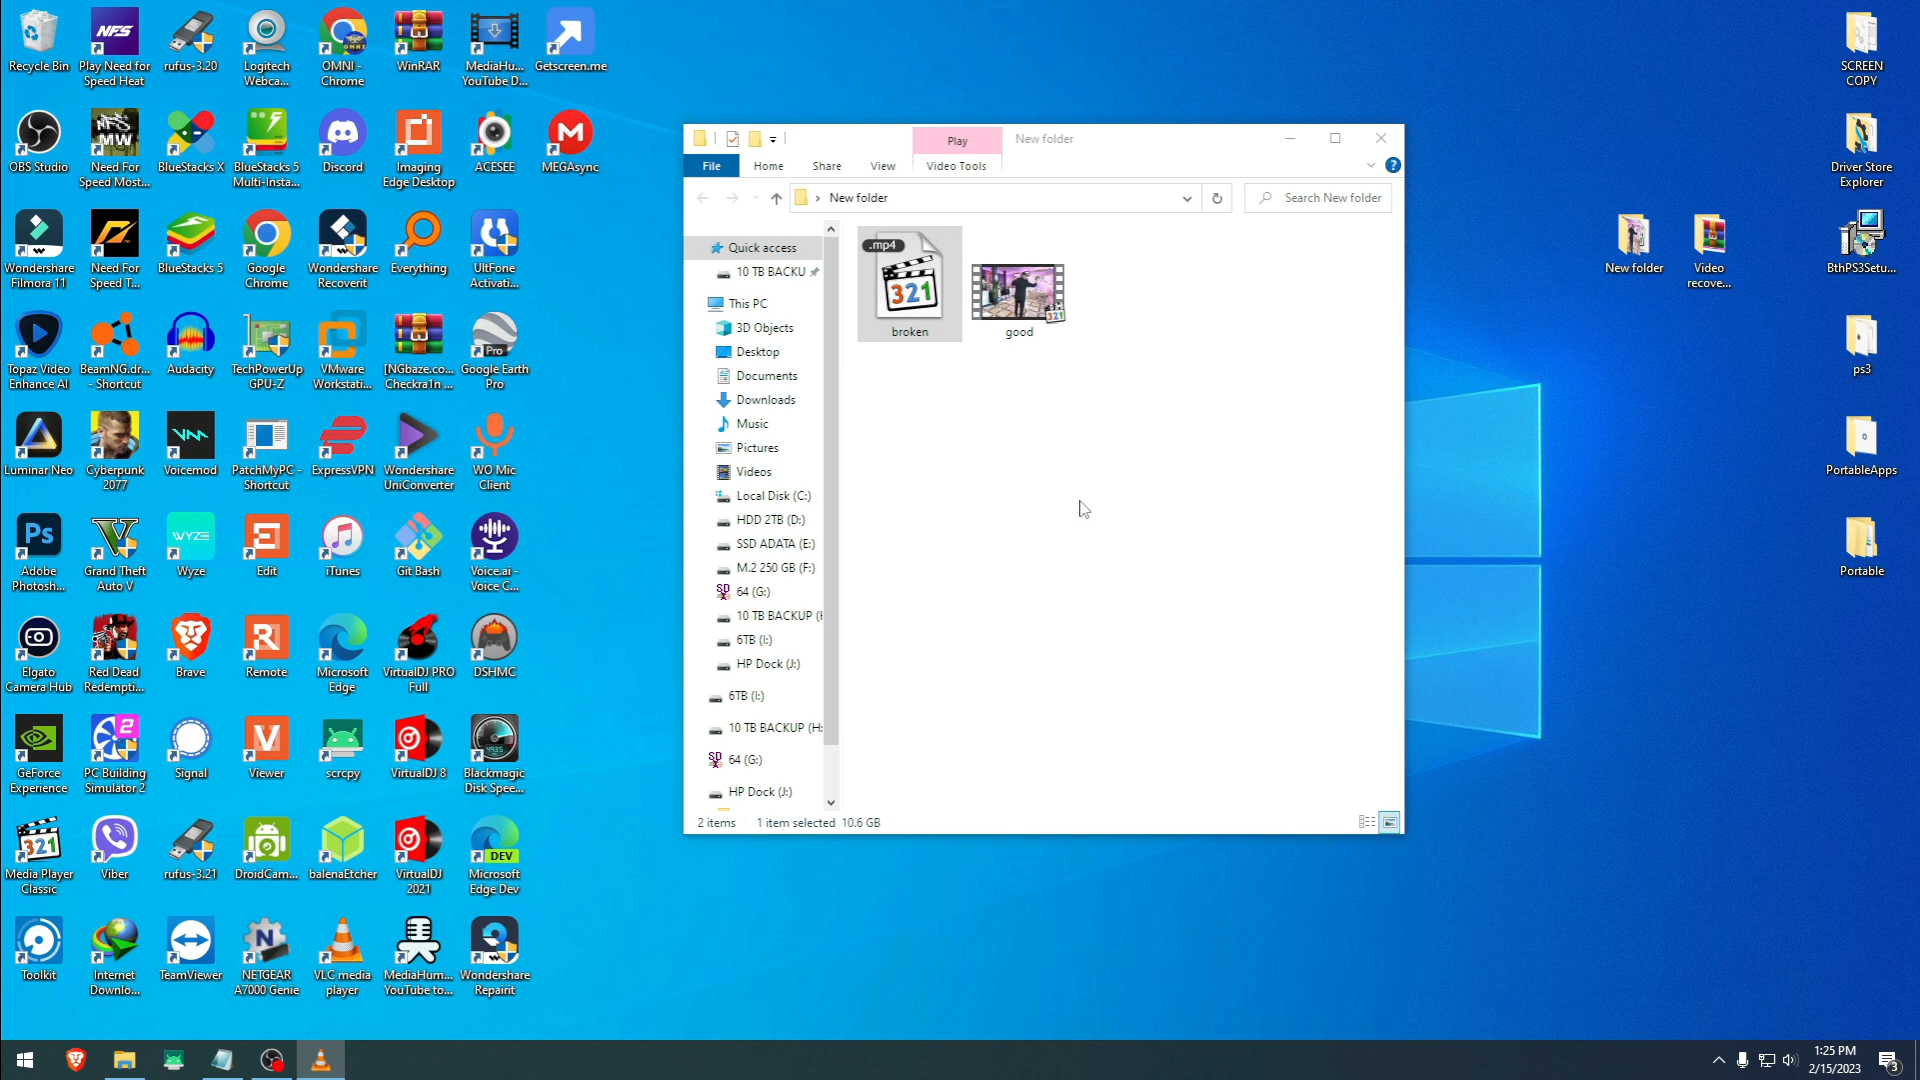 Recycle Bin
Play Need for
Speed Heat
rufus-3.20
Logitech
Webca...
OMNI -
Chrome
WinRAR
MediaHu...
YouTube D...
Getscreen.me
OBS Studio
Need For
Speed Most...
BlueStacks X
BlueStacks 5
Multi-Insta...
Discord
Imaging
Edge Desktop
ACESEE
MEGAsync
Wondershare
Filmora 11
Need For
Speed T...
BlueStacks 5
Google
Chrome
Wondershare
Recoverit
Everything
UltFone
Activati...
Topaz Video
Enhance AI
BeamNG.dr...
- Shortcut
Audacity
TechPowerUp
GPU-Z
VMware
Workstati...
[NGbaze.co...
Checkra1n ...
Google Earth
Pro
Luminar Neo
Cyberpunk
2077
Voicemod
PatchMyPC -
Shortcut
ExpressVPN
Wondershare
UniConverter
WO Mic
Client
Adobe
Photosh...
Grand Theft
Auto V
Wyze
Edit
iTunes
Git Bash
Voice.ai -
Voice C...
Elgato
Camera Hub
Red Dead
Redempti...
Brave
Remote
Microsoft
Edge
VirtualDJ PRO
Full
DSHMC
GeForce
Experience
PC Building
Simulator 2
Signal
Viewer
scrcpy
VirtualDJ 8
Blackmagic
Disk Spee...
Media Player
Classic
Viber
rufus-3.21
DroidCam...
balenaEtcher
VirtualDJ
2021
Microsoft
Edge Dev
Toolkit
Internet
Downlo...
TeamViewer
NETGEAR
A7000 Genie
VLC media
player
MediaHum...
YouTube to...
Wondershare
Repairit
Play
New folder
File
Home
Share
View
Video Tools
New folder
Search New folder
Quick access
10 TB BACKU
This PC
3D Objects
Desktop
Documents
Downloads
Music
Pictures
Videos
Local Disk (C:)
HDD 2TB (D:)
SSD ADATA (E:)
M.2 250 GB (F:)
64 (G:)
10 TB BACKUP (H
6TB (I:)
HP Dock (J:)
6TB (I:)
10 TB BACKUP (H:
64 (G:)
HP Dock (J:)
.mp4
321
broken
good
2 items
1 item selected 10.6 GB
New folder
Video
recove...
SCREEN
COPY
Driver Store
Explorer
BthPS3Setu...
ps3
PortableApps
Portable
1:25 PM
2/15/2023
3